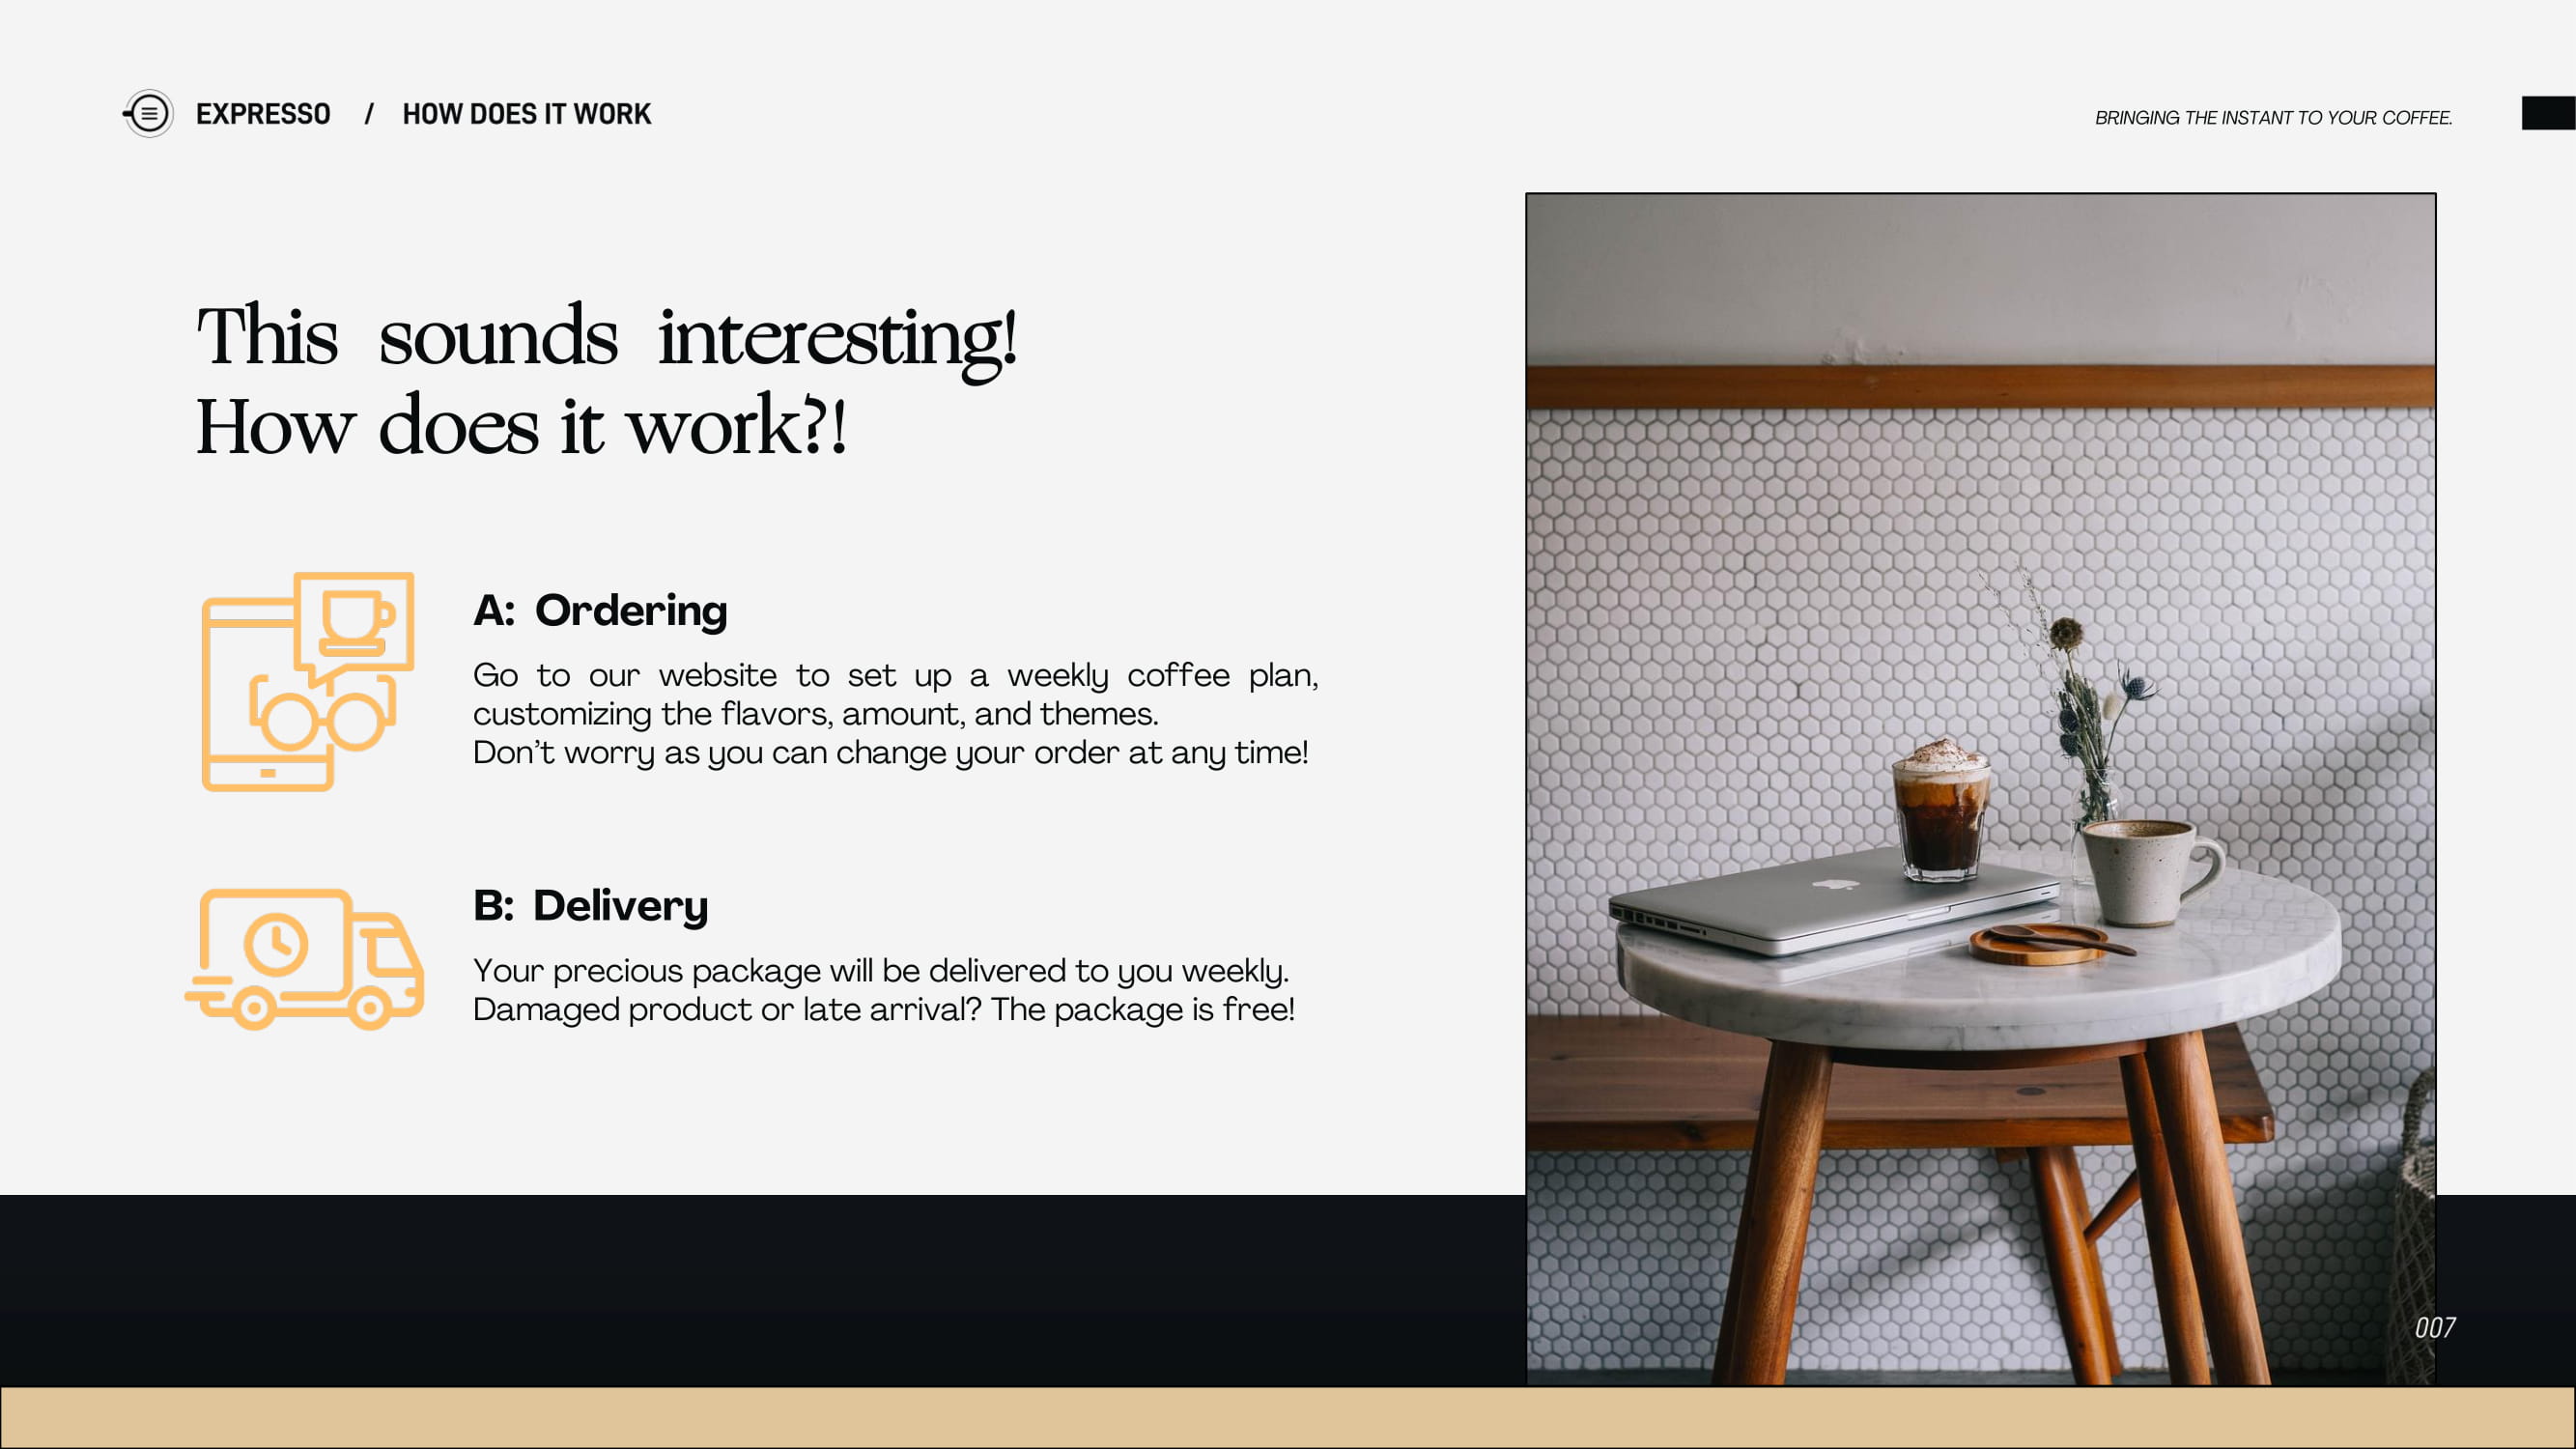 EXPRESSO / HOW DOES IT WORK
BRINGING THE INSTANT TO YOUR COFFEE.
This sounds interesting!
How does it work?!
A: Ordering
Go to our website to set up a weekly coffee plan,
customizing the flavors, amount, and themes.
Don’t worry as you can change your order at any time!
B: Delivery
Your precious package will be delivered to you weekly.
Damaged product or late arrival? The package is free!
007